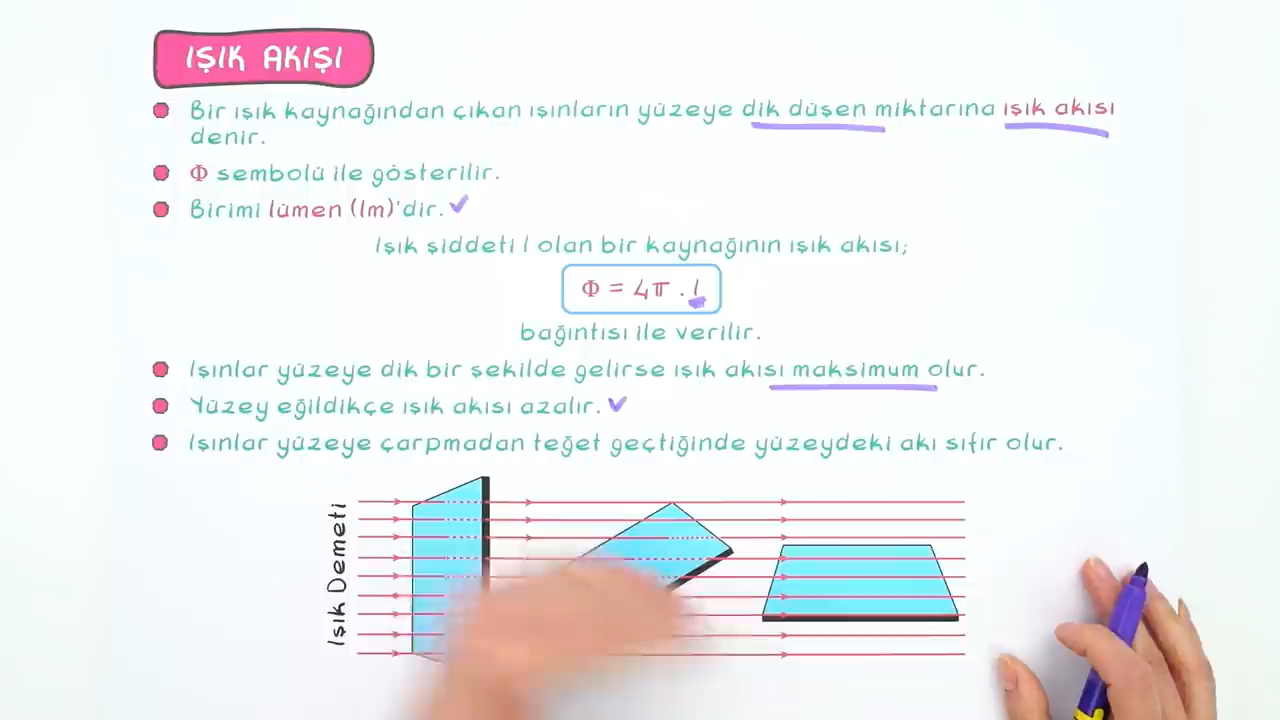 IŞIK AKIŞI
Bir ışık kaynağından çıkan ışınların yüzeye dik düşen miktarına ışık akısı
denir.
Φ sembolü ile gösterilir.
Birimi lümen (lm)'dir.
Işık şiddeti I olan bir kaynağının ışık akısı;
Φ = 4π . I
bağıntısı ile verilir.
Işınlar yüzeye dik bir şekilde gelirse ışık akısı maksimum olur.
Yüzey eğildikçe ışık akısı azalır.
Işınlar yüzeye çarpmadan teğet geçtiğinde yüzeydeki akı sıfır olur.
Işık Demeti